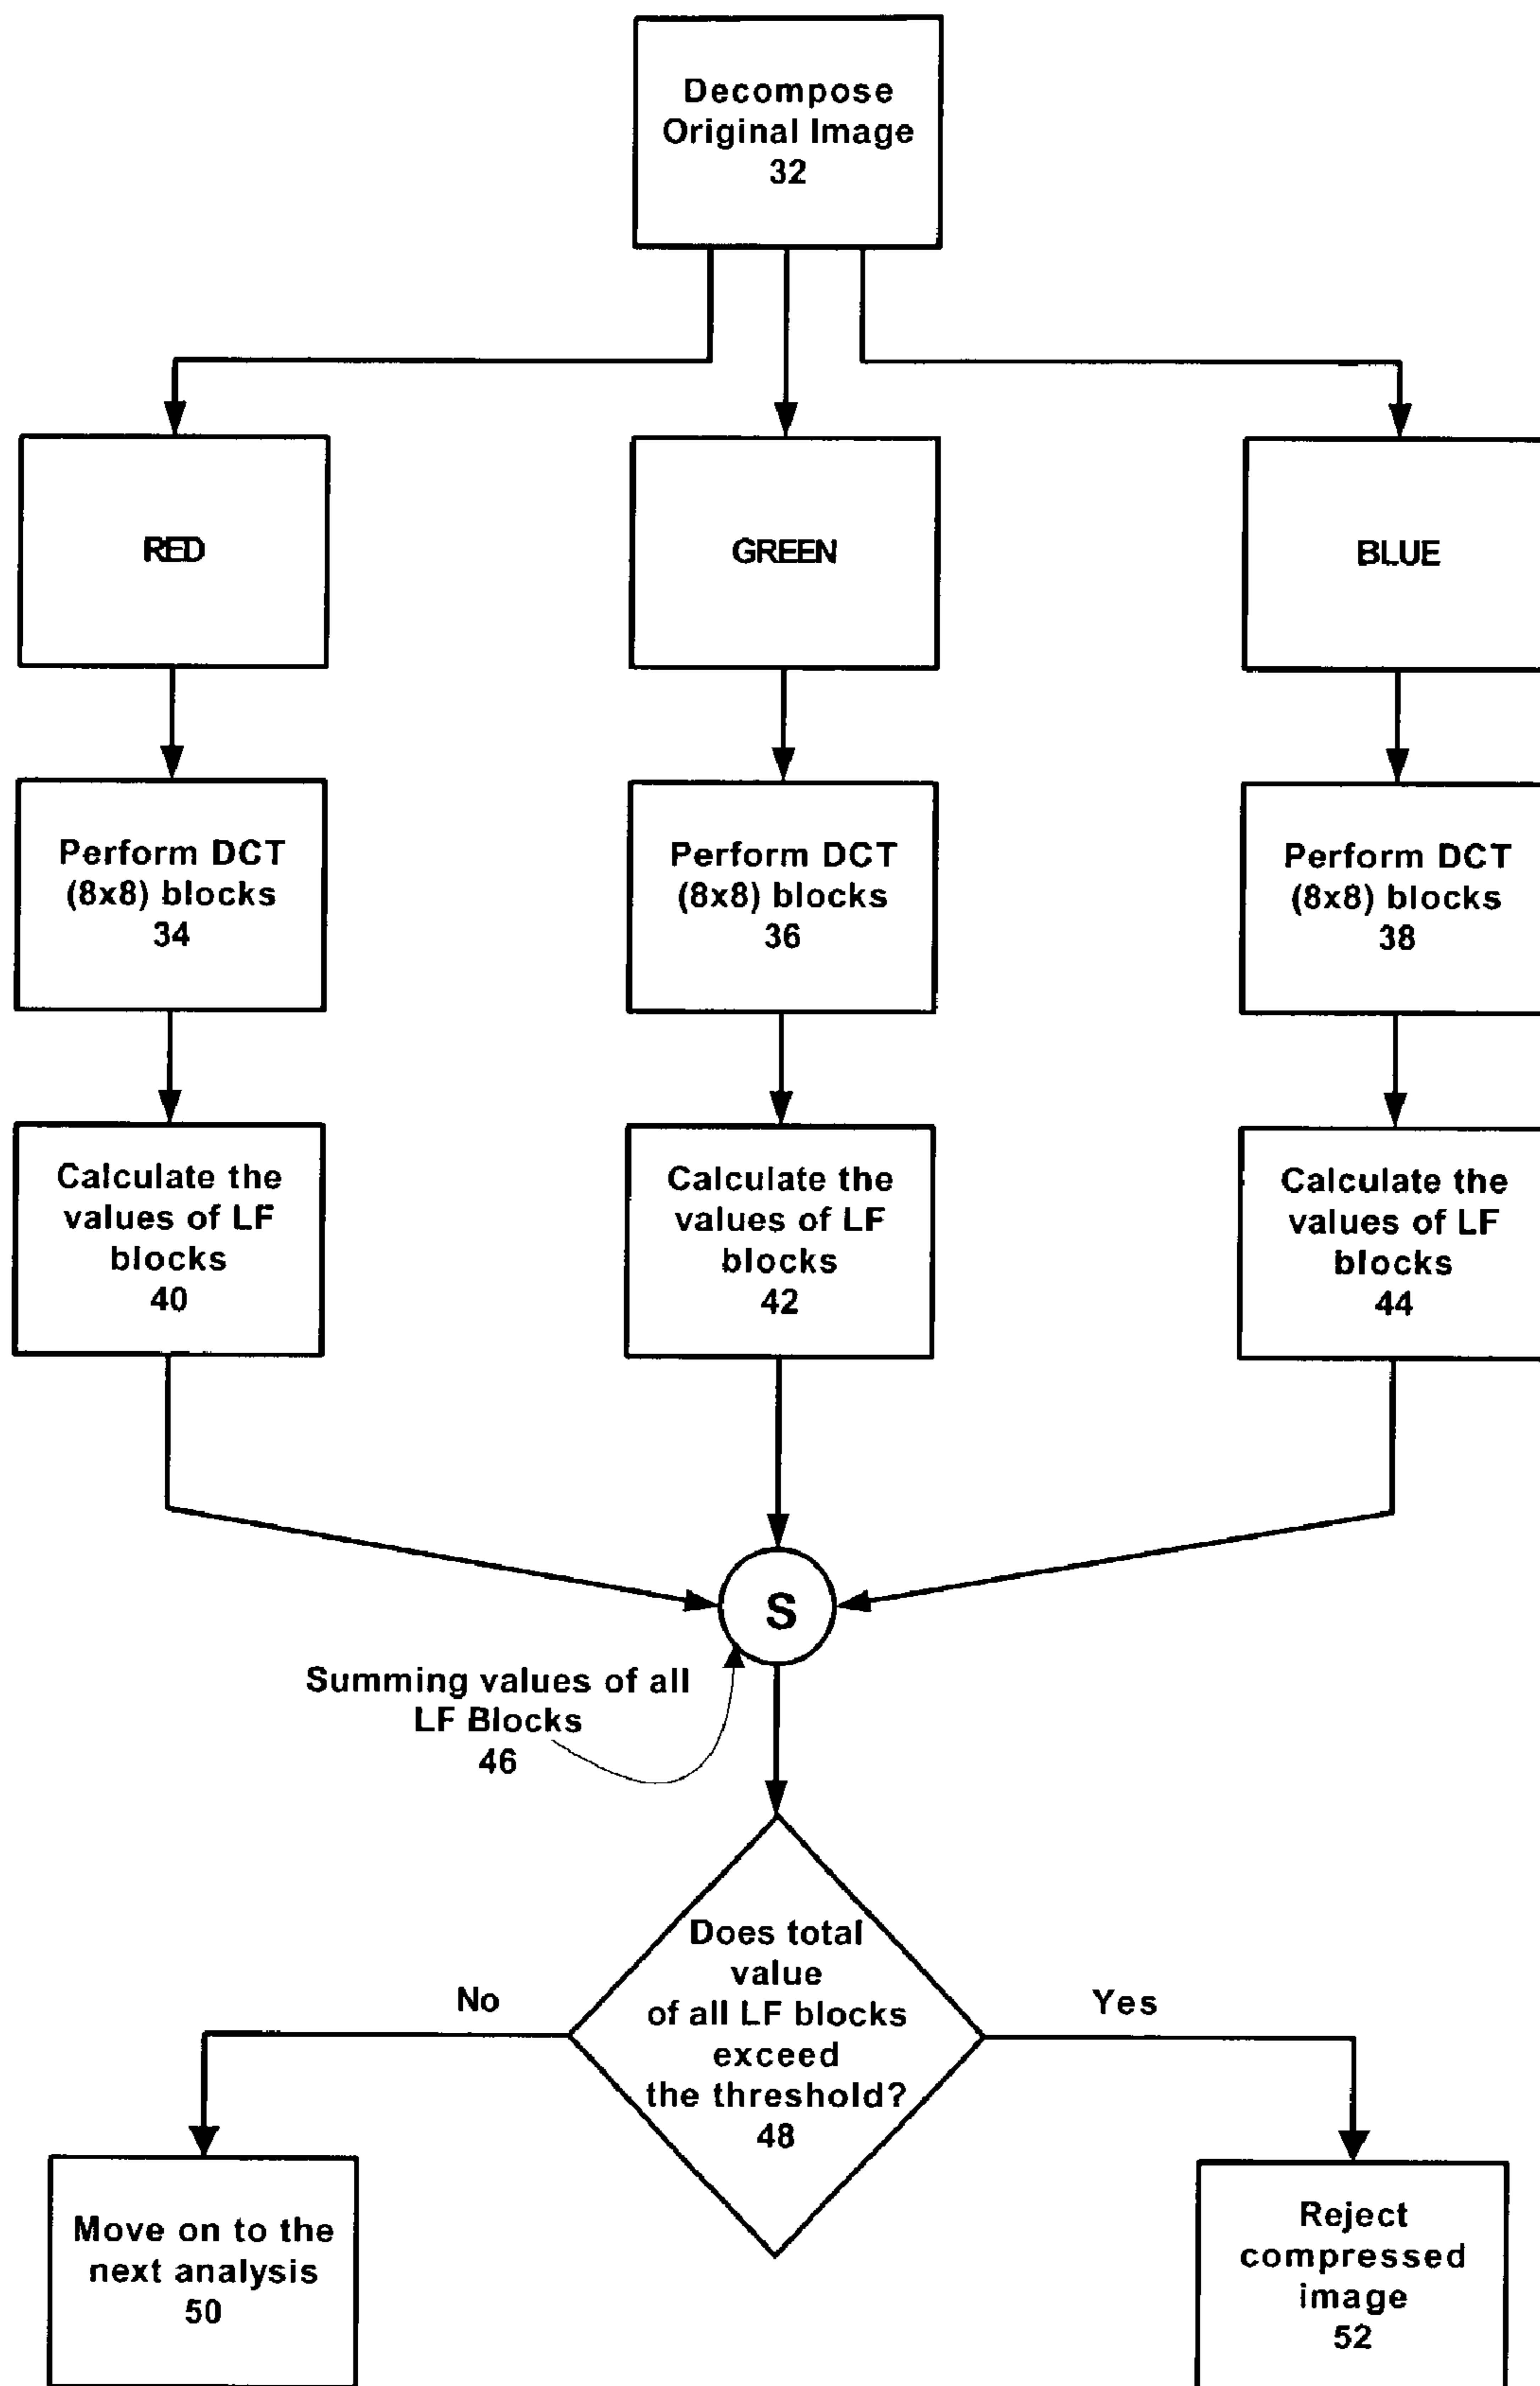 Decompose
Original Image
32
RED
GREEN
BLUE
Perform DCT
(8x8) blocks
34
Perform DCT
(8x8) blocks
36
Perform DCT
(8x8) blocks
38
Calculate the
values of LF
blocks
40
Calculate the
values of LF
blocks
42
Calculate the
values of LF
blocks
44
S
Summing values of all
LF Blocks
46
Does total
value
of all LF blocks
exceed
the threshold?
48
No
Yes
Move on to the
next analysis
50
Reject
compressed
image
52